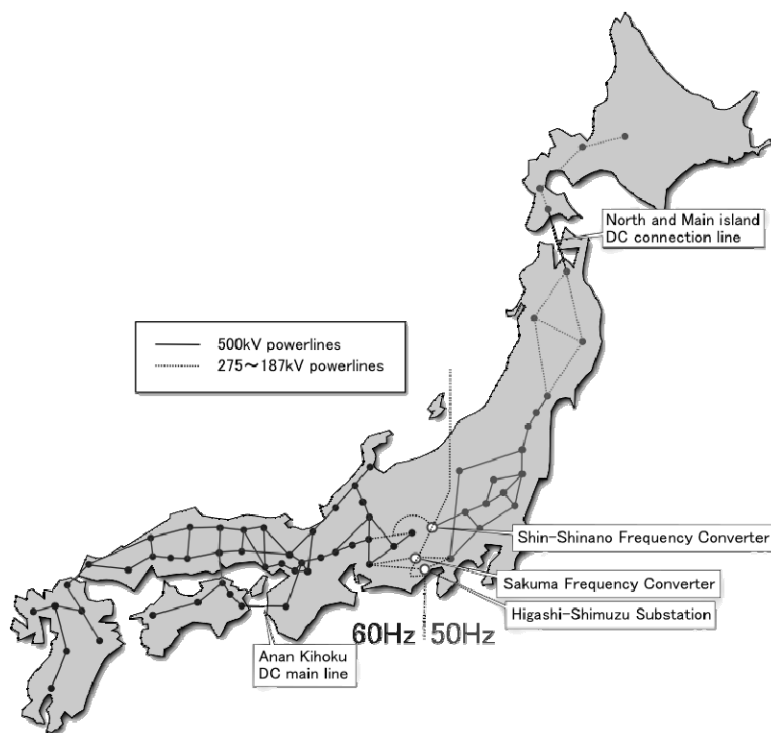 North and Main island
DC connection line
500kV powerlines
275～187kV powerlines
Shin-Shinano Frequency Converter
Sakuma Frequency Converter
Higashi-Shimuzu Substation
60Hz 50Hz
Anan Kihoku
DC main line